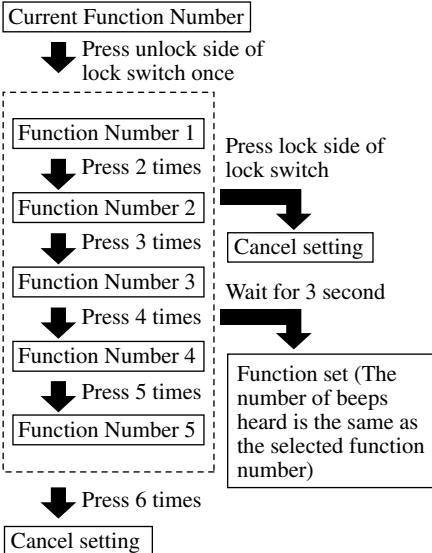 Current Function Number
Press unlock side of
lock switch once
Function Number 1
Press 2 times
Function Number 2
Press 3 times
Function Number 3
Press 4 times
Function Number 4
Press 5 times
Function Number 5
Press 6 times
Cancel setting
Press lock side of
lock switch
Cancel setting
Wait for 3 second
Function set (The
number of beeps
heard is the same as
the selected function
number)